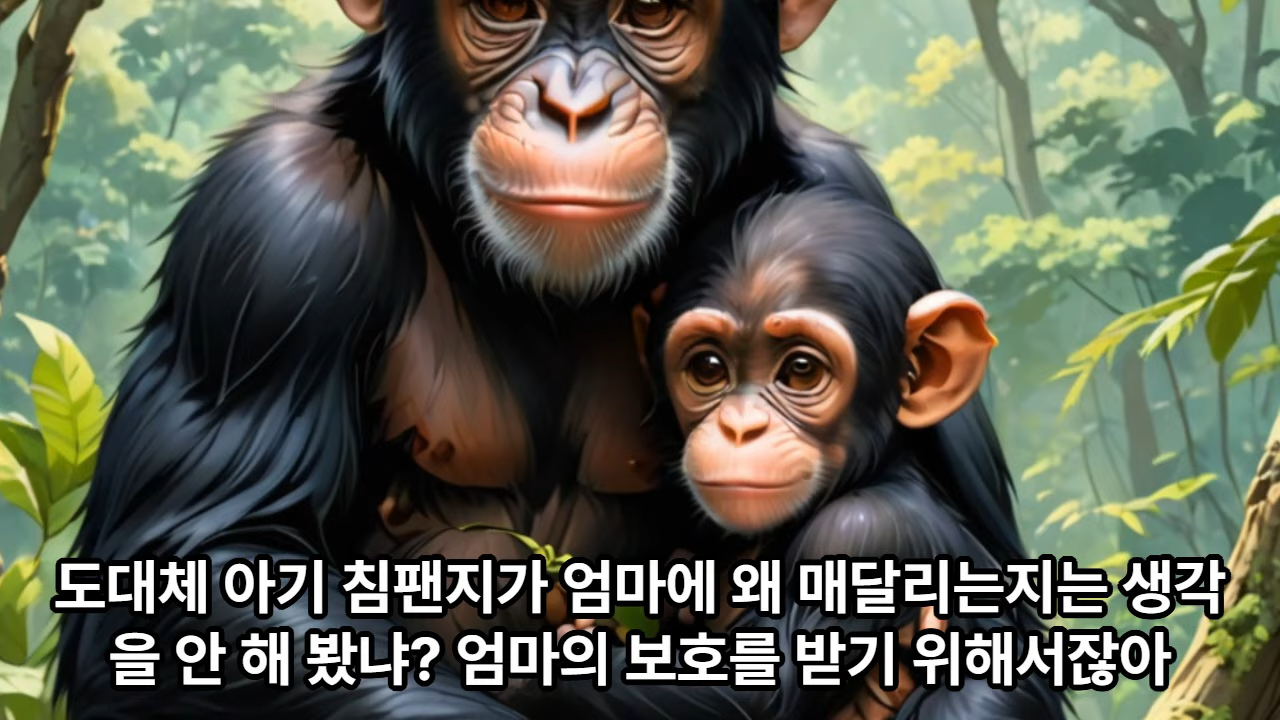 도대체 아기 침팬지가 엄마에 왜 매달리는지는 생각
을 안 해 봤냐? 엄마의 보호를 받기 위해서잖아